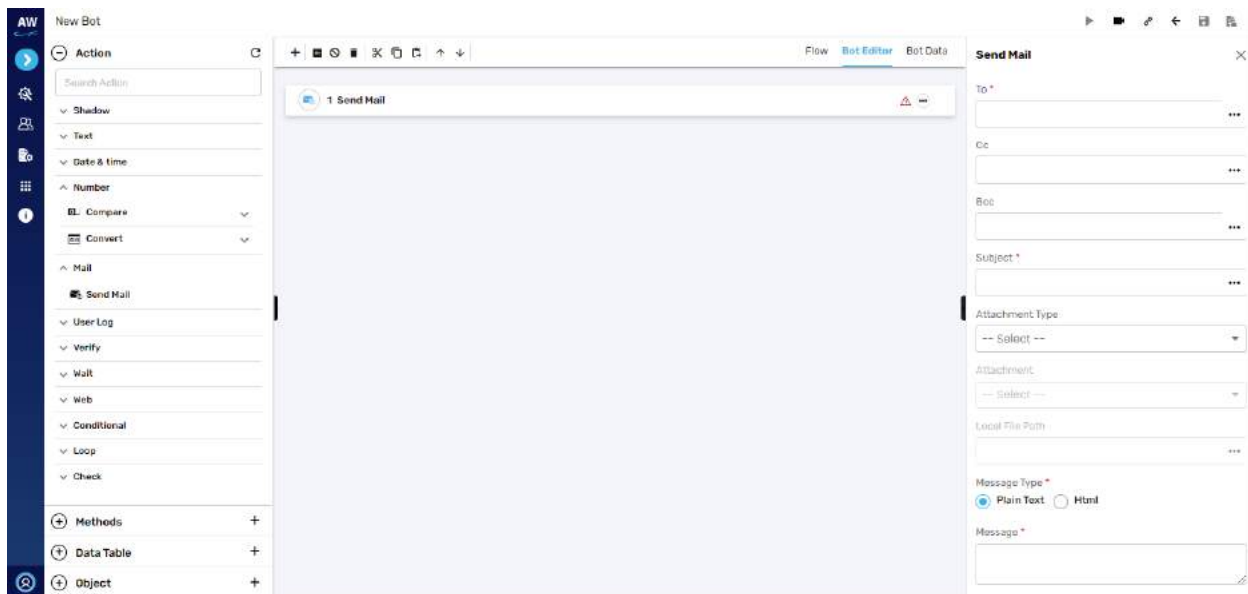 AW
New Bot
Action
Search Action
Shadow
Text
Date & time
Number
Compare
Convert
Mail
Send Mail
User Log
Verify
Wait
Web
Conditional
Loop
Check
Methods
Data Table
Object
Flow Bot Editor Bot Data
1 Send Mail
Send Mail
To *
Cc
Bcc
Subject *
Attachment Type
-- Select --
Attachment
-- Select --
Local File Path
Message Type *
Plain Text Html
Message *